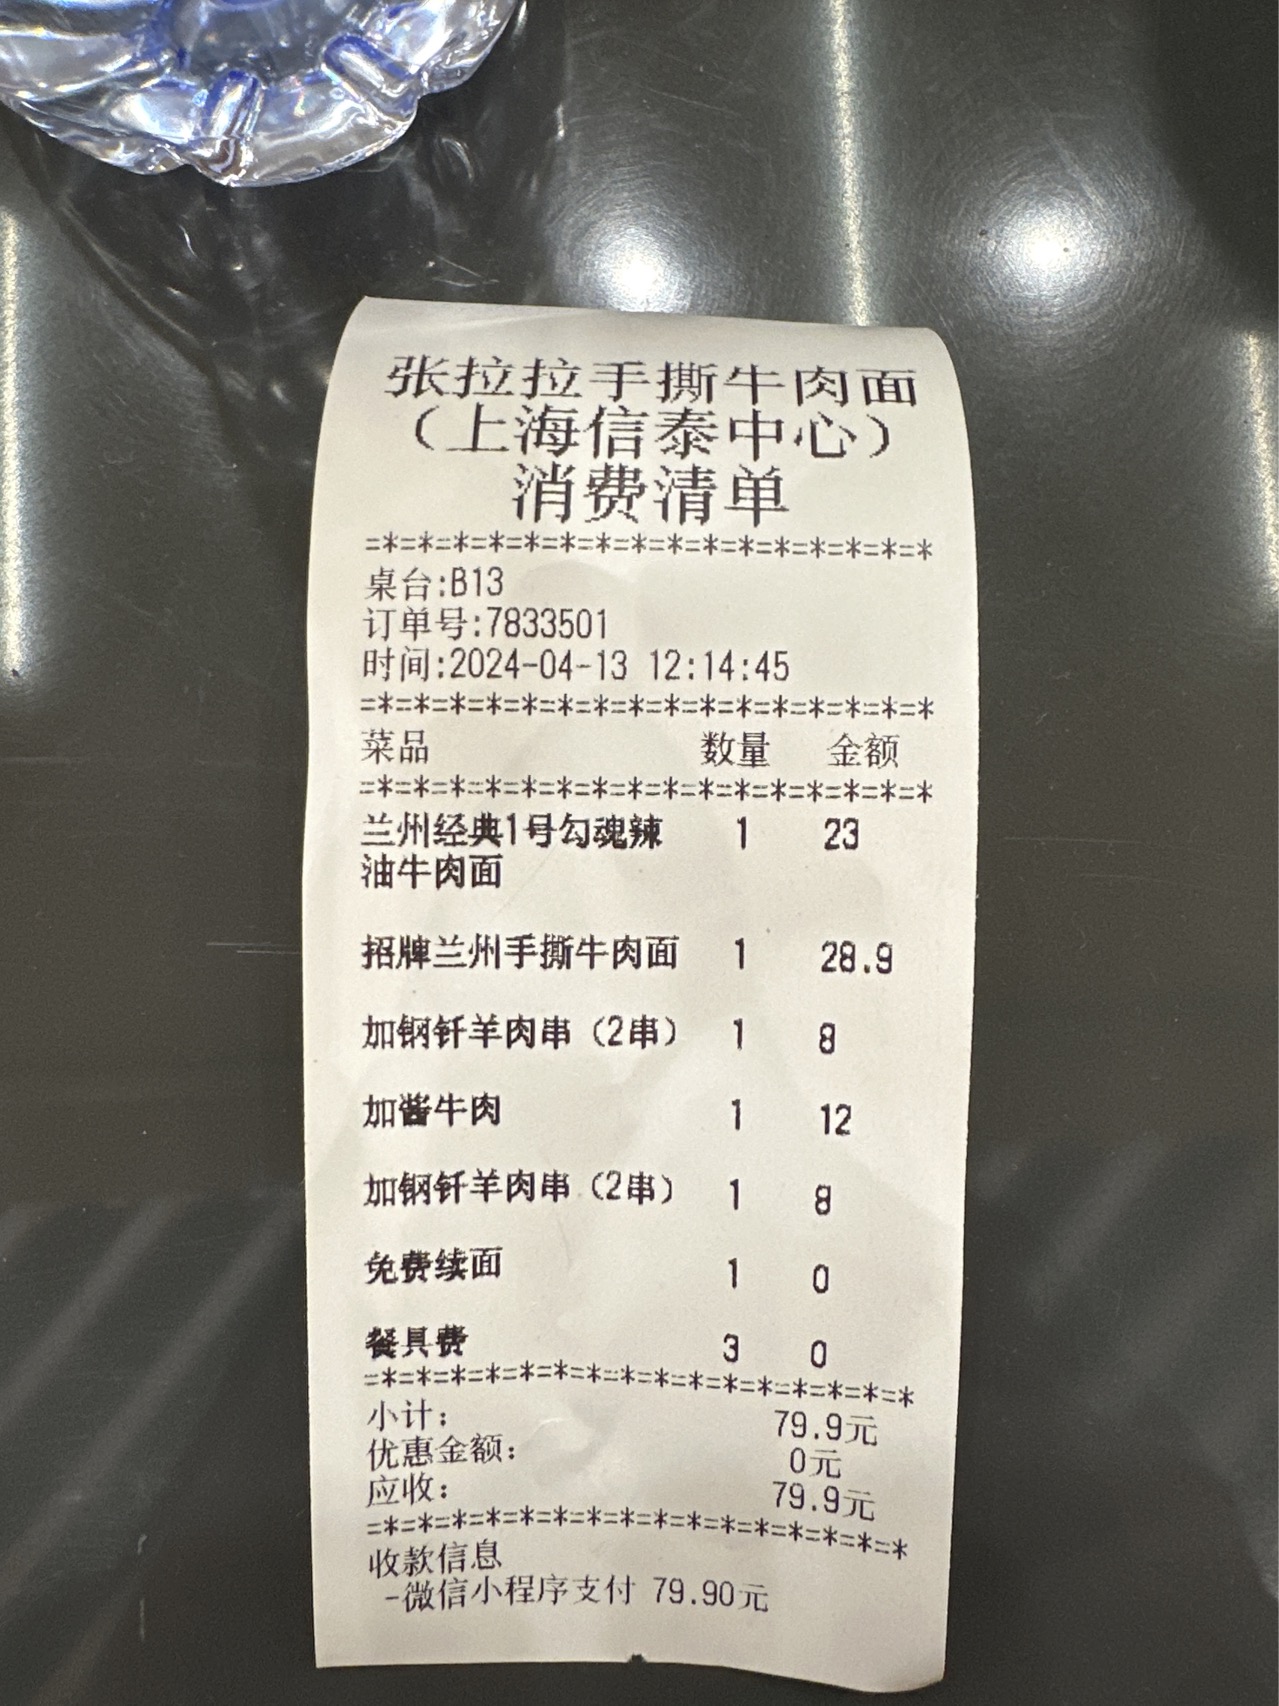 张拉拉手撕牛肉面
（上海信泰中心）
消费清单
=*=*=*=*=*=*=*=*=*=*=*=*=*=*=*=*
桌台:B13
订单号:7833501
时间:2024-04-13 12:14:45
=*=*=*=*=*=*=*=*=*=*=*=*=*=*=*=*
菜品 数量 金额
=*=*=*=*=*=*=*=*=*=*=*=*=*=*=*=*
兰州经典1号勾魂辣 1 23
油牛肉面
招牌兰州手撕牛肉面 1 28.9
加钢钎羊肉串（2串） 1 8
加酱牛肉 1 12
加钢钎羊肉串（2串） 1 8
免费续面 1 0
餐具费 3 0
=*=*=*=*=*=*=*=*=*=*=*=*=*=*=*=*
小计: 79.9元
优惠金额: 0元
应收: 79.9元
=*=*=*=*=*=*=*=*=*=*=*=*=*=*=*=*
收款信息
-微信小程序支付 79.90元